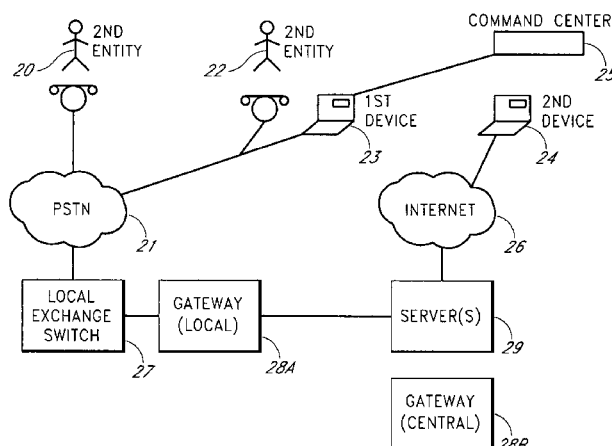 COMMAND CENTER
2ND
ENTITY
20
2ND
ENTITY
22
25
1ST
DEVICE
23
2ND
DEVICE
24
PSTN
21
INTERNET
26
LOCAL
EXCHANGE
SWITCH
27
GATEWAY
(LOCAL)
28A
SERVER(S)
29
GATEWAY
(CENTRAL)
28B